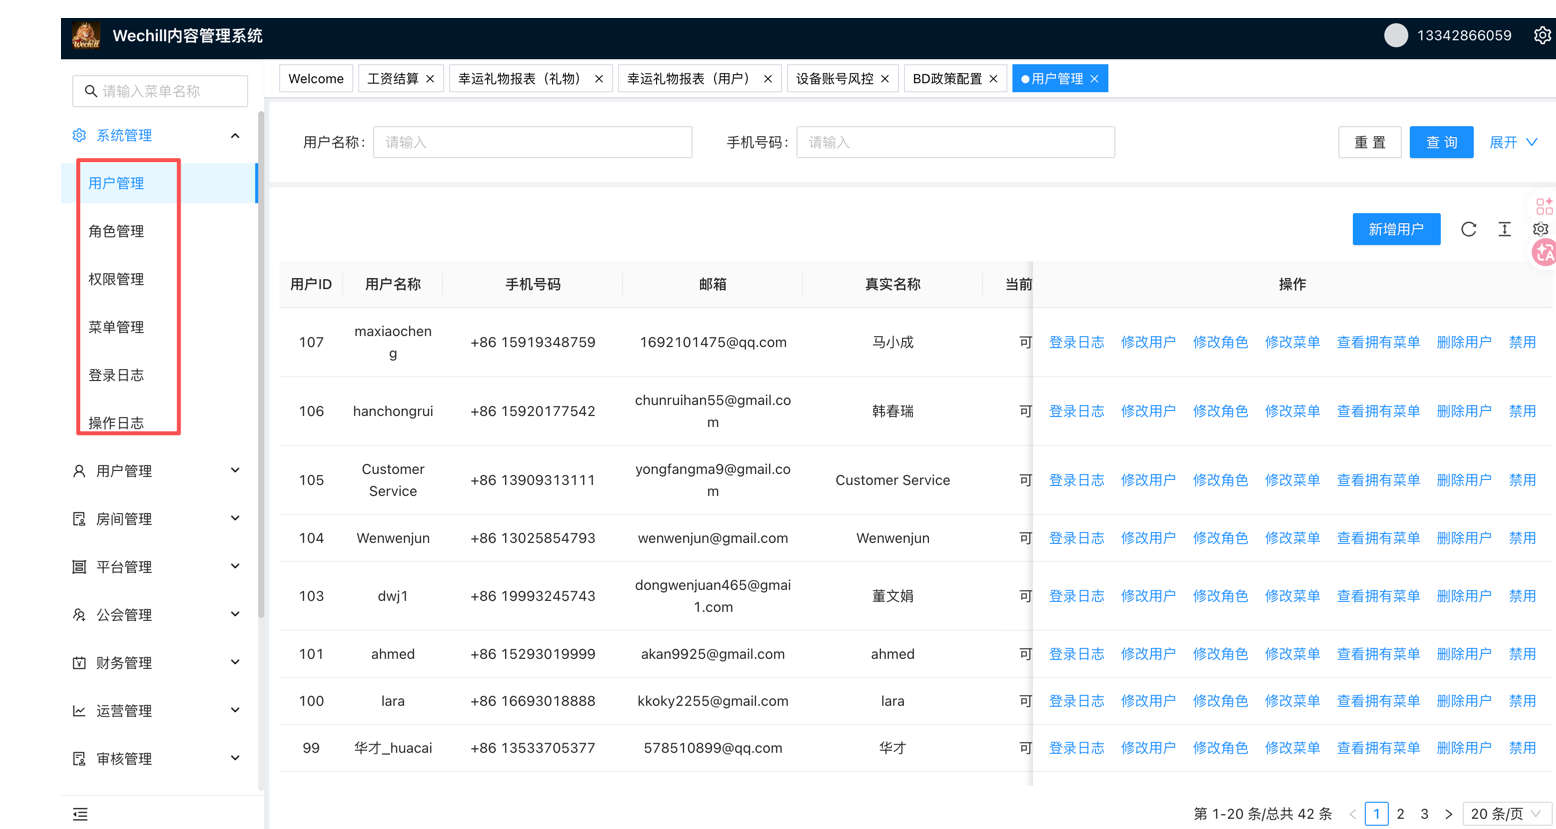 Wechill内容管理系统
13342866059
请输入菜单名称
Welcome
工资结算
幸运礼物报表（礼物）
幸运礼物报表（用户）
设备账号风控
BD政策配置
用户管理
系统管理
用户管理
角色管理
权限管理
菜单管理
登录日志
操作日志
用户管理
房间管理
平台管理
公会管理
财务管理
运营管理
审核管理
用户名称: 请输入 手机号码: 请输入 重 置 查 询 展开
新增用户
用户ID 用户名称 手机号码 邮箱 真实名称 当前 操作
107 maxiaochen
g +86 15919348759 1692101475@qq.com 马小成 可 登录日志 修改用户 修改角色 修改菜单 查看拥有菜单 删除用户 禁用
106 hanchongrui +86 15920177542 chunruihan55@gmail.co
m 韩春瑞 可 登录日志 修改用户 修改角色 修改菜单 查看拥有菜单 删除用户 禁用
105 Customer
Service +86 13909313111 yongfangma9@gmail.co
m Customer Service 可 登录日志 修改用户 修改角色 修改菜单 查看拥有菜单 删除用户 禁用
104 Wenwenjun +86 13025854793 wenwenjun@gmail.com Wenwenjun 可 登录日志 修改用户 修改角色 修改菜单 查看拥有菜单 删除用户 禁用
103 dwj1 +86 19993245743 dongwenjuan465@gmai
1.com 董文娟 可 登录日志 修改用户 修改角色 修改菜单 查看拥有菜单 删除用户 禁用
101 ahmed +86 15293019999 akan9925@gmail.com ahmed 可 登录日志 修改用户 修改角色 修改菜单 查看拥有菜单 删除用户 禁用
100 lara +86 16693018888 kkoky2255@gmail.com lara 可 登录日志 修改用户 修改角色 修改菜单 查看拥有菜单 删除用户 禁用
99 华才_huacai +86 13533705377 578510899@qq.com 华才 可 登录日志 修改用户 修改角色 修改菜单 查看拥有菜单 删除用户 禁用
第 1-20 条/总共 42 条 1 2 3 20 条/页